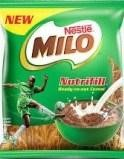 NEW
Nestlé
MILO
Nutrifill
Ready-to-eat Cereal